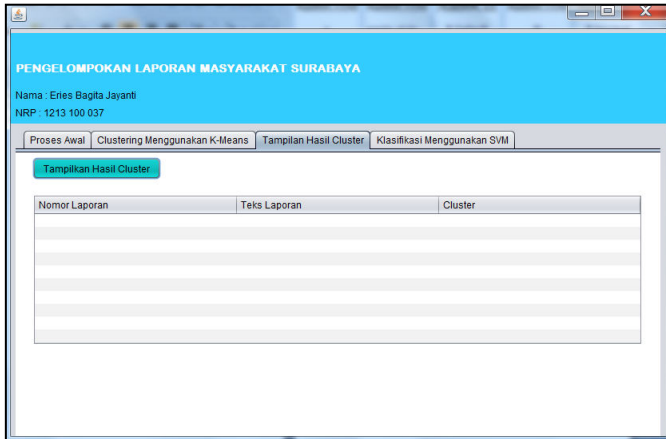 PENGELOMPOKAN LAPORAN MASYARAKAT SURABAYA
Nama : Eries Bagita Jayanti
NRP : 1213 100 037
Proses Awal Clustering Menggunakan K-Means Tampilan Hasil Cluster Klasifikasi Menggunakan SVM
Tampilkan Hasil Cluster
Nomor Laporan Teks Laporan Cluster